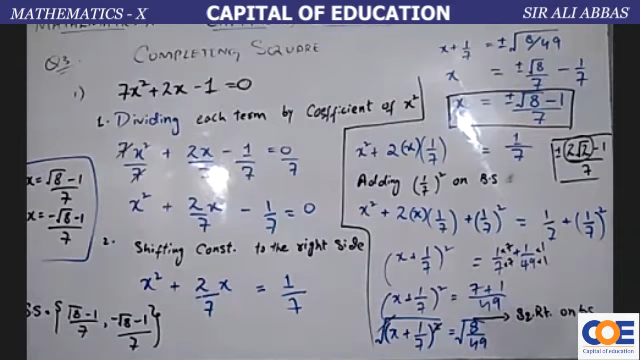 MATHEMATICS - X
CAPITAL OF EDUCATION
SIR ALI ABBAS
Q3
COMPLETING SQUARE
1)
7x² + 2x - 1 = 0
1. Dividing each term by Coefficient of x²
7x²/7 + 2x/7 - 1/7 = 0/7
x² + 2x/7 - 1/7 = 0
2. Shifting Const. to the right side
x² + 2x/7 = 1/7
x = √8-1/7
x = -√8-1/7
S.S = {√8-1/7, -√8-1/7}
x² + 2(x)(1/7) = 1/7
Adding (1/7)² on B.S
x² + 2(x)(1/7) + (1/7)² = 1/7 + (1/7)²
(x + 1/7)² = 1×7/7×7 + 1×1/49×1
(x + 1/7)² = 7+1/49
√(x + 1/7)² = √8/49
Sq. Rt. on b.s
x + 1/7 = ±√8/49
x = ±√8/7 - 1/7
x = ±√8-1/7
±(2√2)-1/7
COE
Capital of education